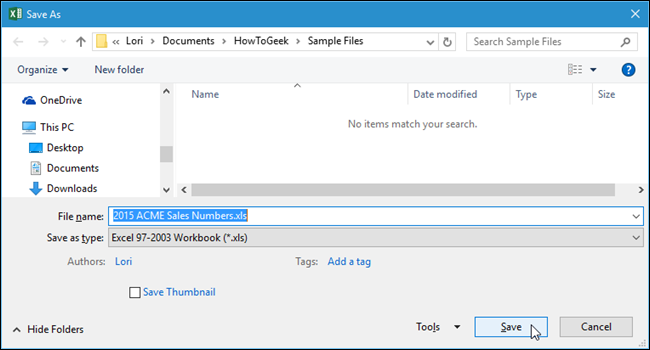 Save As
« Lori > Documents > HowToGeek > Sample Files
Search Sample Files
Organize New folder
Name Date modified Type Size
No items match your search.
OneDrive
This PC
Desktop
Documents
Downloads
File name: 2015 ACME Sales Numbers.xls
Save as type: Excel 97-2003 Workbook (*.xls)
Authors: Lori Tags: Add a tag
Save Thumbnail
Hide Folders Tools Save Cancel